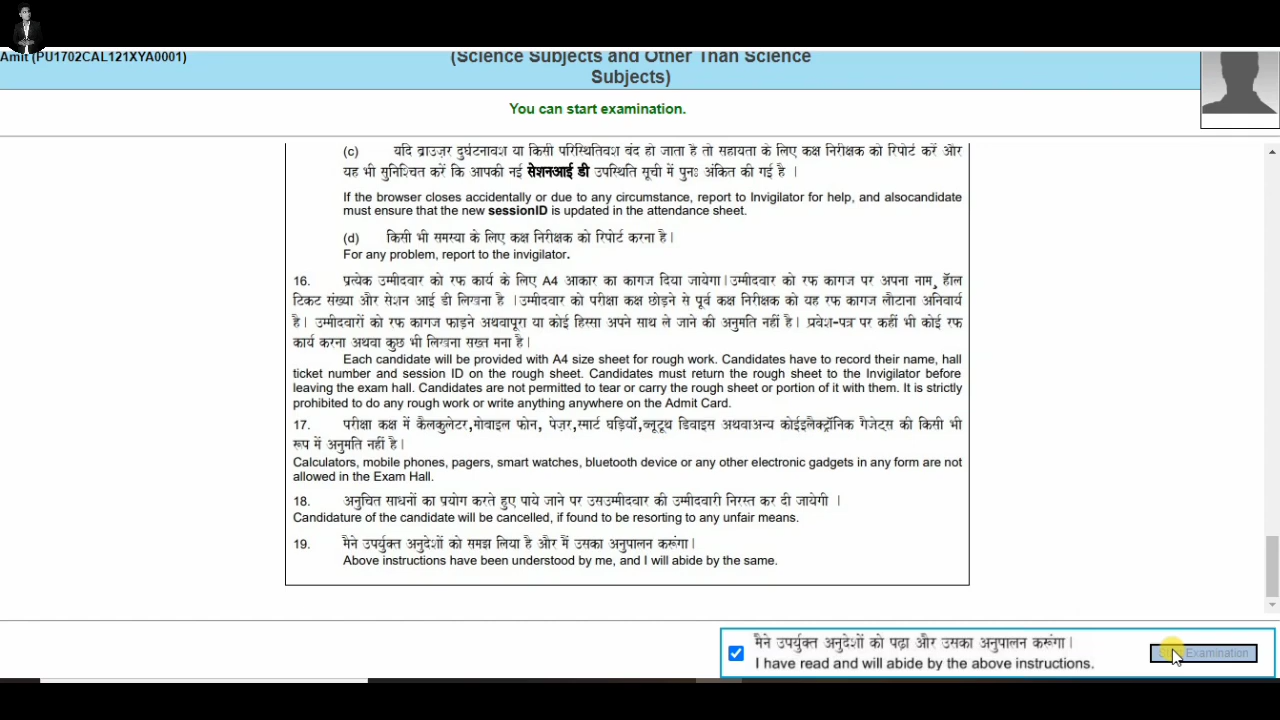 Amit (PU1702CAL121XYA0001)
(Science Subjects and Other Than Science
Subjects)
You can start examination.
(c) यदि ब्राउज़र दुर्घटनावश या किसी परिस्थितिवश बंद हो जाता है तो सहायता के लिए कक्ष निरीक्षक को रिपोर्ट करें और
यह भी सुनिश्चित करें कि आपकी नई सेशनआई डी उपस्थिति सूची में पुनः अंकित की गई है ।
If the browser closes accidentally or due to any circumstance, report to Invigilator for help, and alsocandidate
must ensure that the new sessionID is updated in the attendance sheet.
(d) किसी भी समस्या के लिए कक्ष निरीक्षक को रिपोर्ट करना है।
For any problem, report to the invigilator.
16. प्रत्येक उम्मीदवार को रफ कार्य के लिए A4 आकार का कागज दिया जायेगा।उम्मीदवार को रफ कागज पर अपना नाम, हॅाल
टिकट संख्या और सेशन आई डी लिखना है ।उम्मीदवार को परीक्षा कक्ष छोड़ने से पूर्व कक्ष निरीक्षक को यह रफ कागज लौटाना अनिवार्य
है। उम्मीदवारों को रफ कागज फाड़ने अथवापूरा या कोई हिस्सा अपने साथ ले जाने की अनुमति नहीं है। प्रवेश-पत्र पर कहीं भी कोई रफ
कार्य करना अथवा कुछ भी लिखना सख्त मना है।
Each candidate will be provided with A4 size sheet for rough work. Candidates have to record their name, hall
ticket number and session ID on the rough sheet. Candidates must return the rough sheet to the Invigilator before
leaving the exam hall. Candidates are not permitted to tear or carry the rough sheet or portion of it with them. It is strictly
prohibited to do any rough work or write anything anywhere on the Admit Card.
17. परीक्षा कक्ष में कैलकुलेटर,मोबाइल फोन, पेज़र,स्मार्ट घड़ियाॅं,ब्लूटूथ डिवाइस अथवाअन्य कोईइलैक्ट्रॉनिक गैजेट्स की किसी भी
रूप में अनुमति नहीं है।
Calculators, mobile phones, pagers, smart watches, bluetooth device or any other electronic gadgets in any form are not
allowed in the Exam Hall.
18. अनुचित साधनों का प्रयोग करते हुए पाये जाने पर उसउम्मीदवार की उम्मीदवारी निरस्त कर दी जायेगी ।
Candidature of the candidate will be cancelled, if found to be resorting to any unfair means.
19. मैने उपर्युक्त अनुदेशों को समझ लिया है और मैं उसका अनुपालन करूंगा।
Above instructions have been understood by me, and I will abide by the same.
मैने उपर्युक्त अनुदेशों को पढ़ा और उसका अनुपालन करूंगा।
I have read and will abide by the above instructions.
Examination